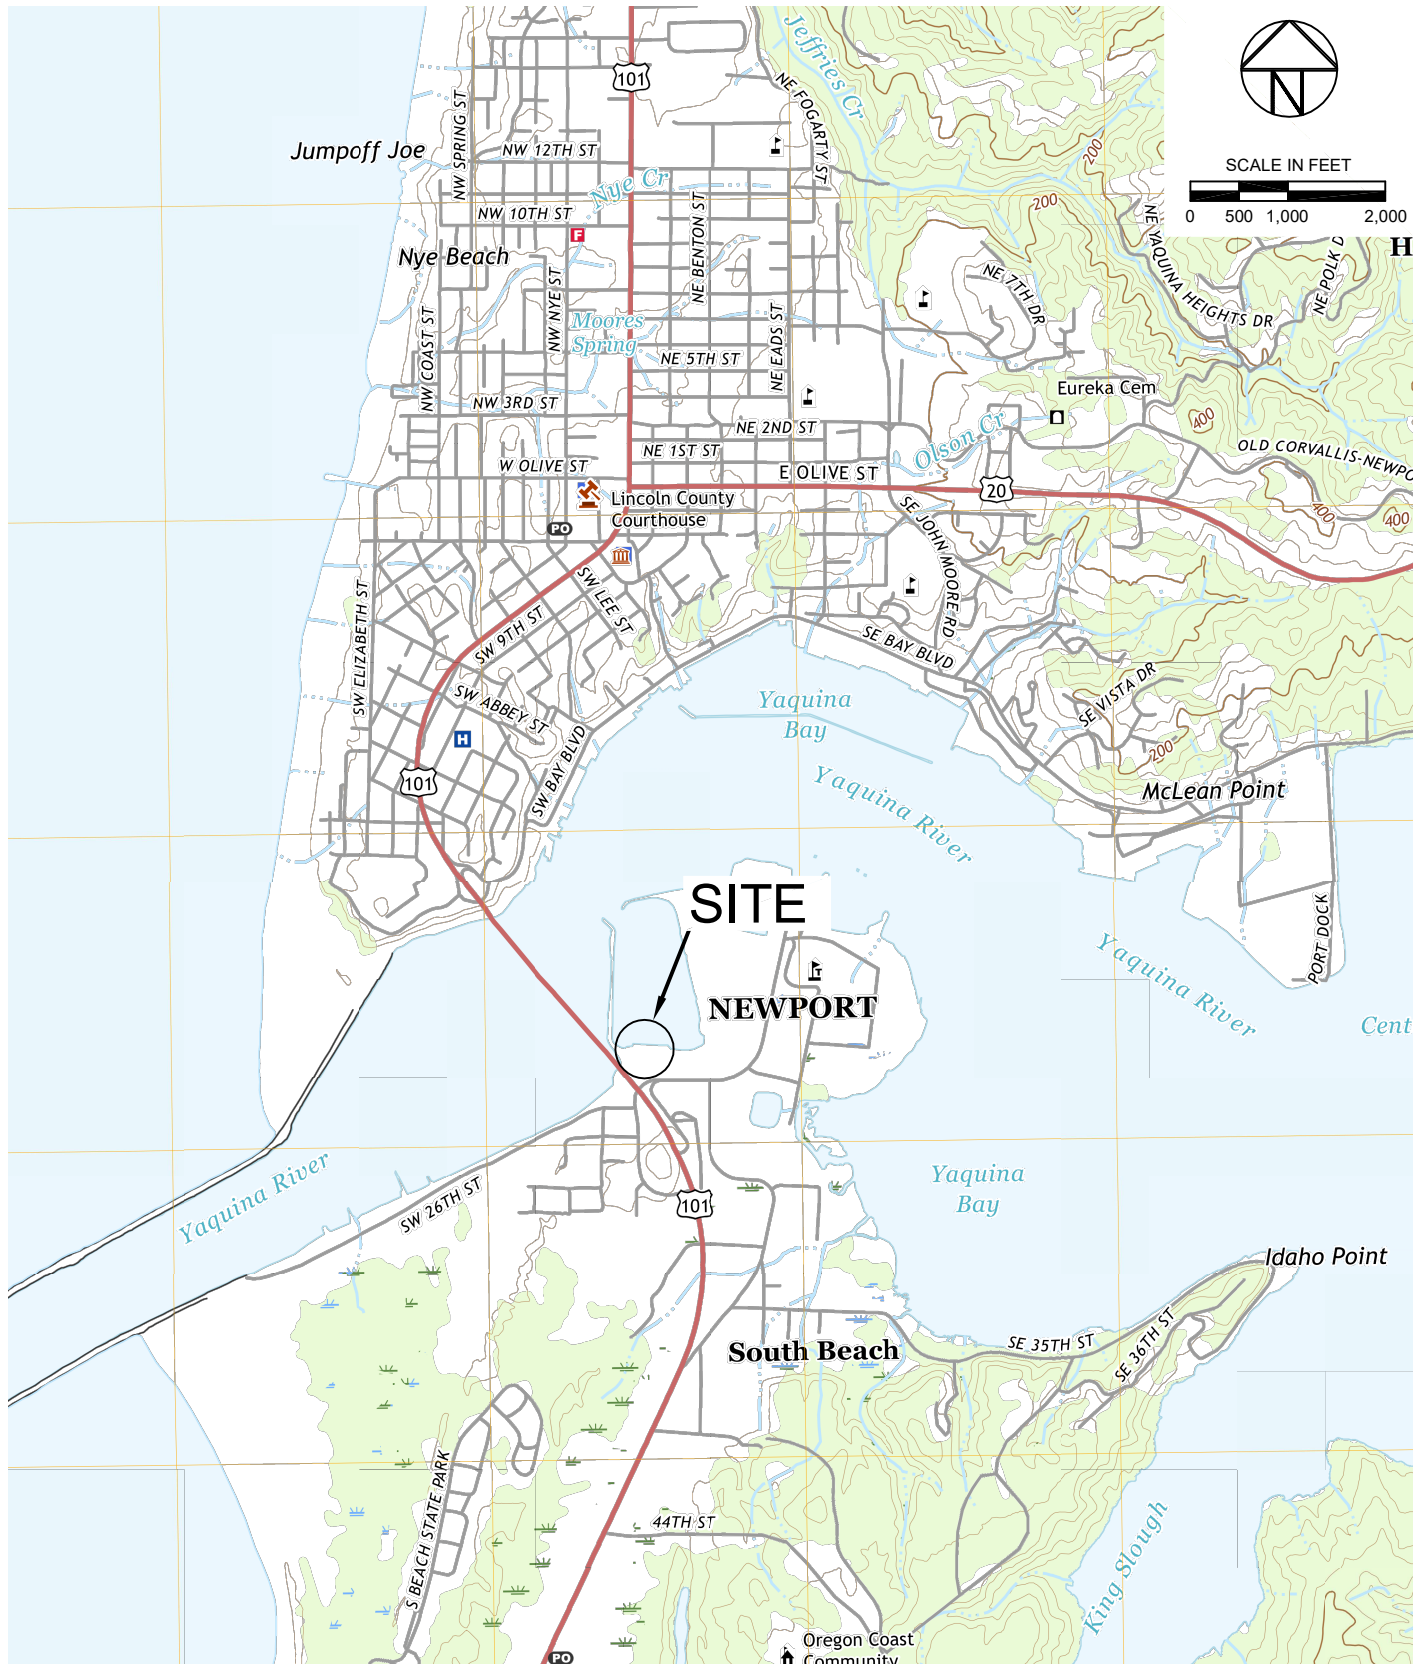 Jeffries Cr
101
N
SCALE IN FEET
0 500 1,000 2,000
NE FOGARTY ST
NW SPRING ST
Jumpoff Joe
NW 12TH ST
200
Nye Cr
200
NW 10TH ST
NE BENTON ST
NE YAQUINA HEIGHTS DR
F
H
Nye Beach
NE 7TH DR
NE POLK D
NW NYE ST
Moores
Spring
NW COAST ST
NE EADS ST
NE 5TH ST
Eureka Cem
NW 3RD ST
NE 2ND ST
Olson Cr
400
NE 1ST ST
OLD CORVALLIS-NEWPO
W OLIVE ST
E OLIVE ST
20
Lincoln County
Courthouse
400
400
PO
SE JOHN MOORE RD
SW LEE ST
SW ELIZABETH ST
SW 9TH ST
SE BAY BLVD
SW ABBEY ST
Yaquina
Bay
SE VISTA DR
H
200
SW BAY BLVD
101
Yaquina River
McLean Point
SITE
PORT DOCK
Yaquina River
T
NEWPORT
Cent
Yaquina River
Yaquina
Bay
SW 26TH ST
101
Idaho Point
South Beach
SE 35TH ST
SE 36TH ST
S BEACH STATE PARK
44TH ST
King Slough
Oregon Coast
Community
PO